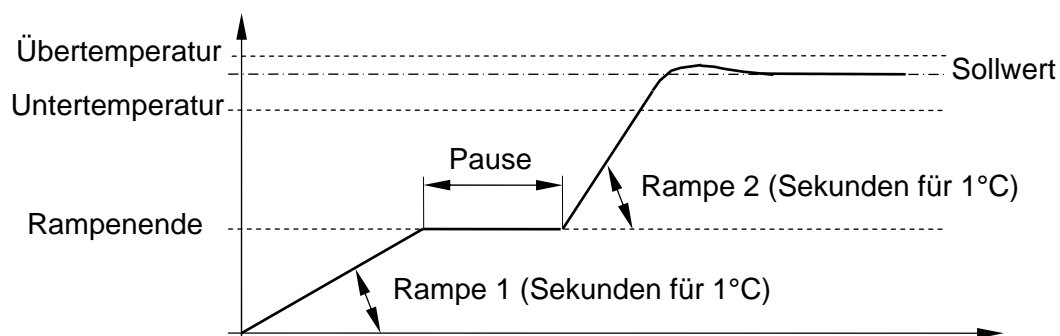 Übertemperatur
Sollwert
Untertemperatur
Pause
Rampe 2 (Sekunden für 1°C)
Rampenende
Rampe 1 (Sekunden für 1°C)